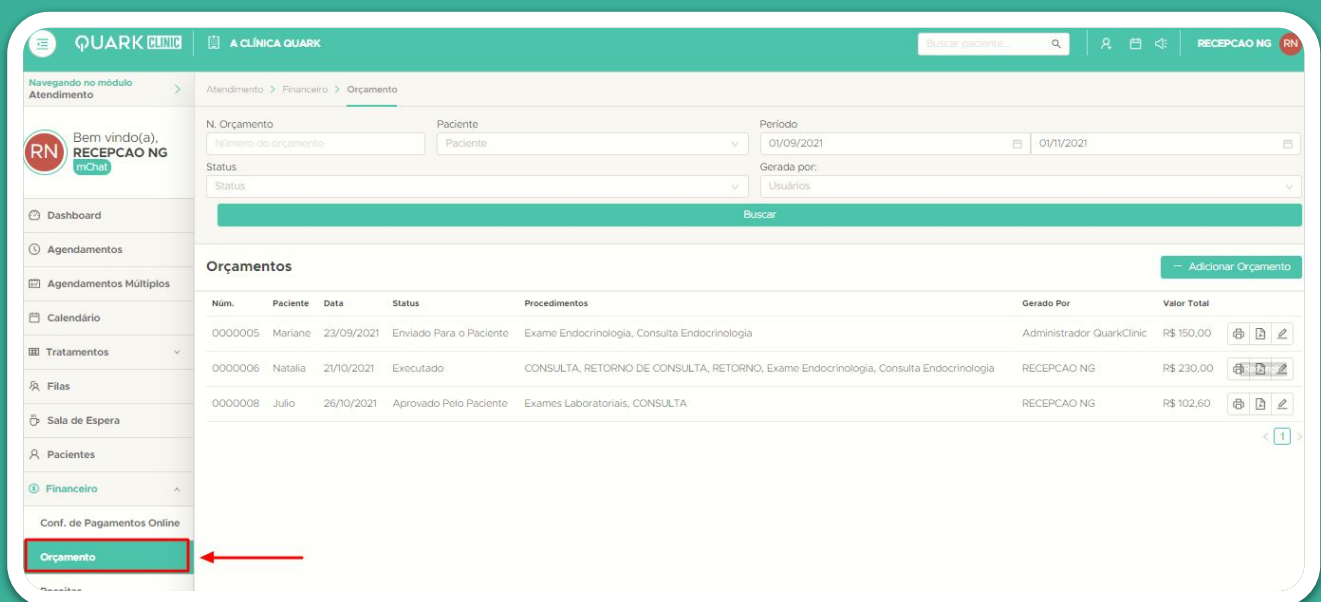 QUARK CLINIC
A CLÍNICA QUARK
Buscar paciente...
RECEPCAO NG RN
Navegando no módulo
Atendimento
Atendimento > Financeiro > Orçamento
RN
Bem vindo(a),
RECEPCAO NG
mChat
N. Orçamento Paciente Período
Número do orçamento Paciente 01/09/2021 01/11/2021
Status Gerada por:
Status Usuários
Buscar
Dashboard
Agendamentos
Agendamentos Múltiplos
Calendário
Tratamentos
Filas
Sala de Espera
Pacientes
Financeiro
Conf. de Pagamentos Online
Orçamento
Orçamentos
Adicionar Orçamento
Núm. Paciente Data Status Procedimentos Gerado Por Valor Total
0000005 Mariane 23/09/2021 Enviado Para o Paciente Exame Endocrinologia, Consulta Endocrinologia Administrador QuarkClinic R$ 150,00
0000006 Natalia 21/10/2021 Executado CONSULTA, RETORNO DE CONSULTA, RETORNO, Exame Endocrinologia, Consulta Endocrinologia RECEPCAO NG R$ 230,00
0000008 Julio 26/10/2021 Aprovado Pelo Paciente Exames Laboratoriais, CONSULTA RECEPCAO NG R$ 102,60
< 1 >